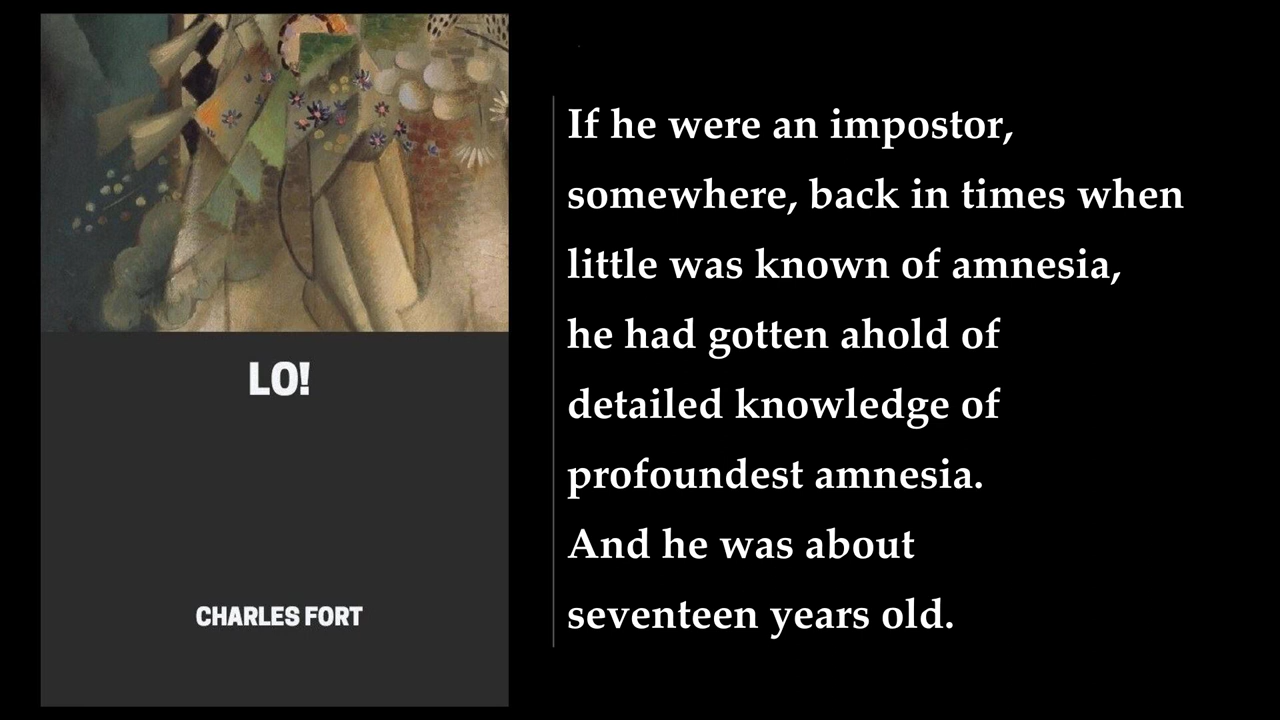 LO!
CHARLES FORT
If he were an impostor,
somewhere, back in times when
little was known of amnesia,
he had gotten ahold of
detailed knowledge of
profoundest amnesia.
And he was about
seventeen years old.